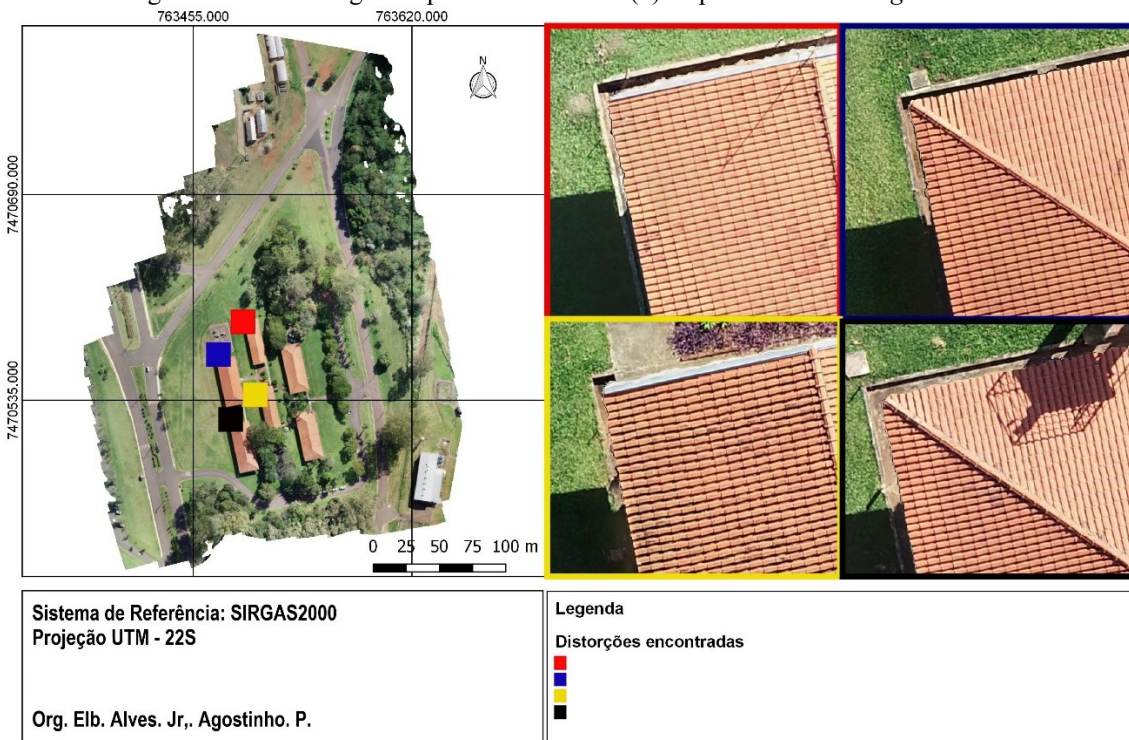 763455.000
763620.000
N
7470690.000
7470535.000
0 25 50 75 100 m
Sistema de Referência: SIRGAS2000
Projeção UTM - 22S
Org. Elb. Alves. Jr,. Agostinho. P.
Legenda
Distorções encontradas